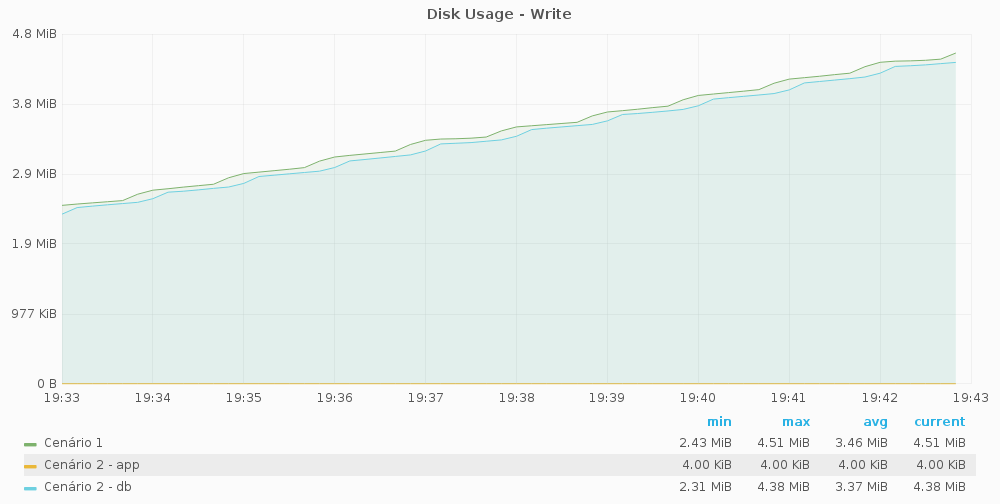 Disk Usage - Write
4.8 MiB
3.8 MiB
2.9 MiB
1.9 MiB
977 KiB
0 B
19:33 19:34 19:35 19:36 19:37 19:38 19:39 19:40 19:41 19:42 19:43
min max avg current
Cenário 1 2.43 MiB 4.51 MiB 3.46 MiB 4.51 MiB
Cenário 2 - app 4.00 KiB 4.00 KiB 4.00 KiB 4.00 KiB
Cenário 2 - db 2.31 MiB 4.38 MiB 3.37 MiB 4.38 MiB